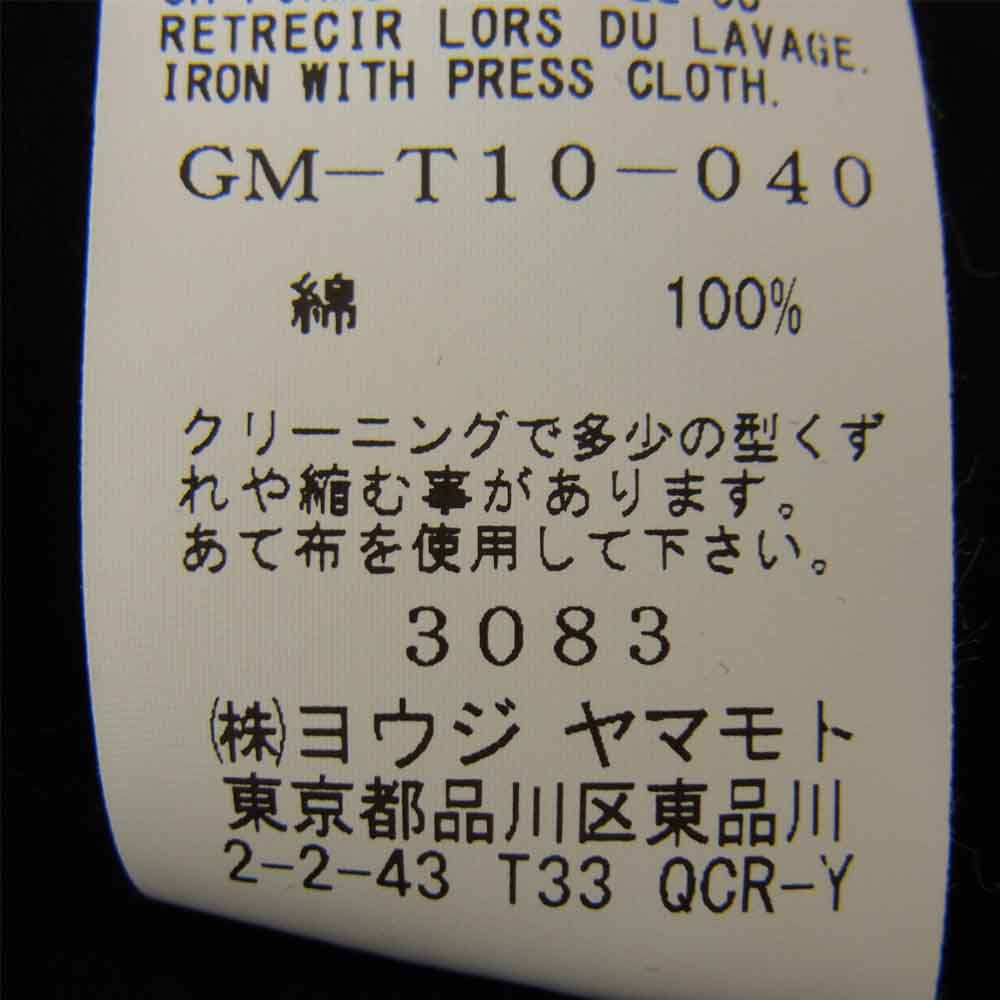 RETRECIR LORS DU LAVAGE.
IRON WITH PRESS CLOTH.
GM-T10-040
綿 100%
クリーニングで多少の型くず
れや縮む事があります。
あて布を使用して下さい。
3083
(株)ヨウジ ヤマモト
東京都品川区東品川
2-2-43 T33 QCR-Y